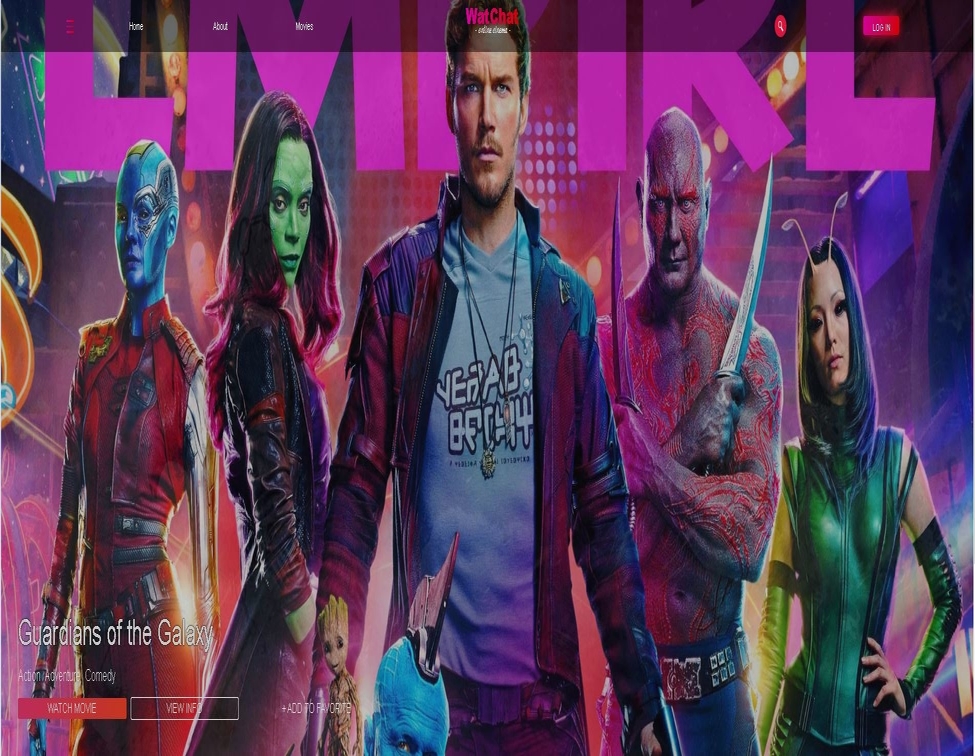 EMPIRE
Home
About
Movies
WatChat
- online cinema -
LOG IN
Guardians of the Galaxy
Action / Adventure / Comedy
WATCH MOVIE
VIEW INFO
+ ADD TO FAVORITE